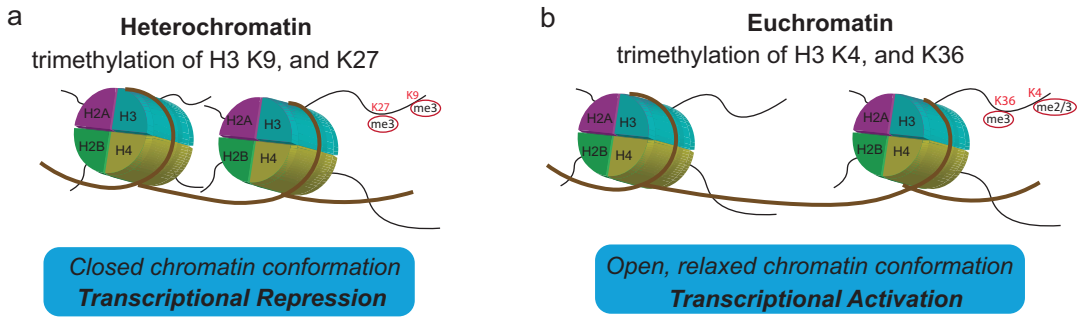 a
Heterochromatin
trimethylation of H3 K9, and K27
H2A
H3
H2B
H4
H2A
H3
H2B
H4
K27
me3
K9
me3
Closed chromatin conformation
Transcriptional Repression
b
Euchromatin
trimethylation of H3 K4, and K36
H2A
H3
H2B
H4
H2A
H3
H2B
H4
K36
me3
K4
me2/3
Open, relaxed chromatin conformation
Transcriptional Activation